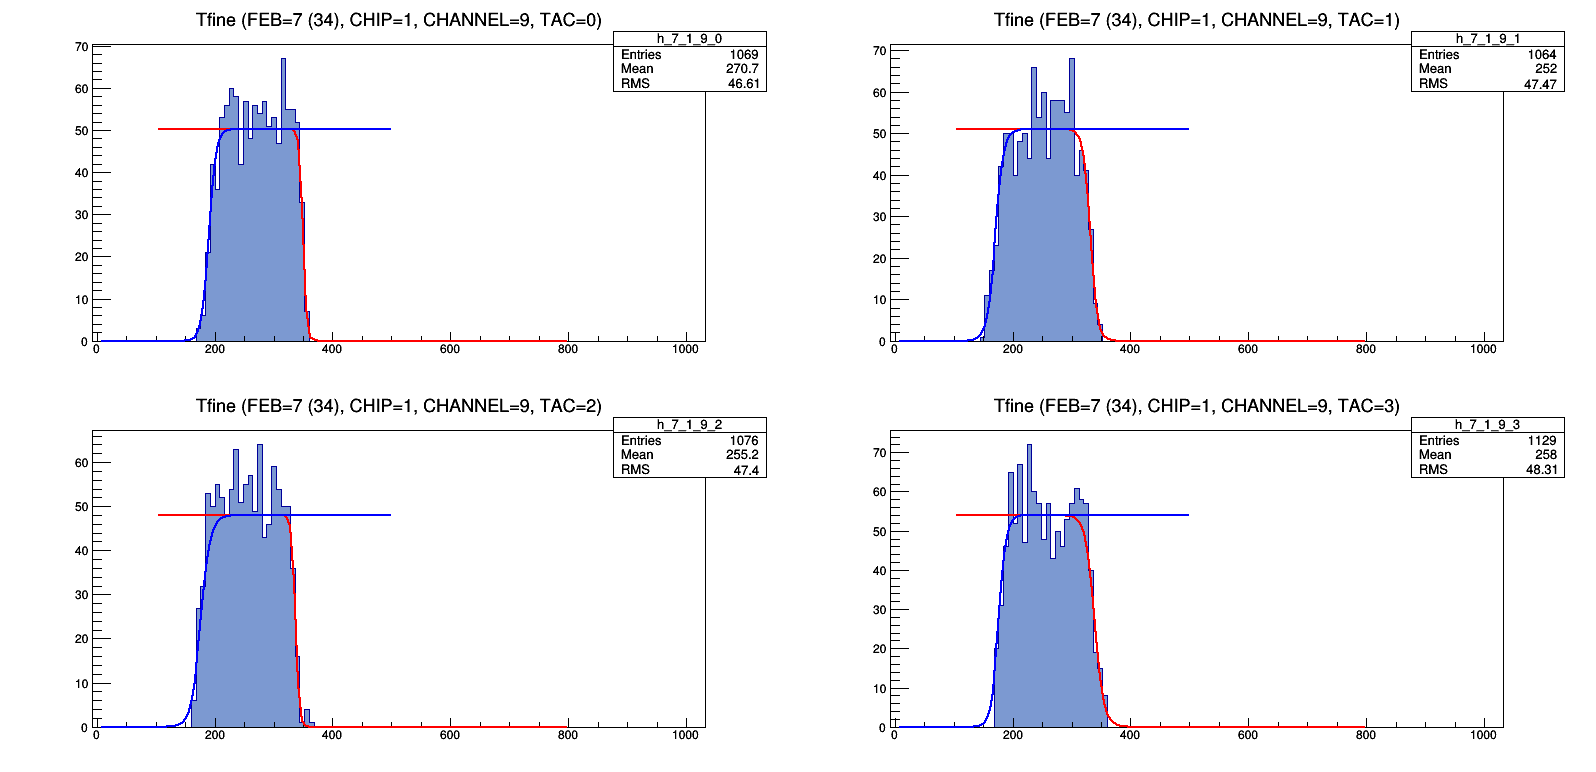 Tfine (FEB=7 (34), CHIP=1, CHANNEL=9, TAC=0)
h_7_1_9_0
Entries 1069
Mean 270.7
RMS 46.61
70
60
50
40
30
20
10
0
0 200 400 600 800 1000
Tfine (FEB=7 (34), CHIP=1, CHANNEL=9, TAC=1)
h_7_1_9_1
Entries 1064
Mean 252
RMS 47.47
70
60
50
40
30
20
10
0
0 200 400 600 800 1000
Tfine (FEB=7 (34), CHIP=1, CHANNEL=9, TAC=2)
h_7_1_9_2
Entries 1076
Mean 255.2
RMS 47.4
60
50
40
30
20
10
0
0 200 400 600 800 1000
Tfine (FEB=7 (34), CHIP=1, CHANNEL=9, TAC=3)
h_7_1_9_3
Entries 1129
Mean 258
RMS 48.31
70
60
50
40
30
20
10
0
0 200 400 600 800 1000